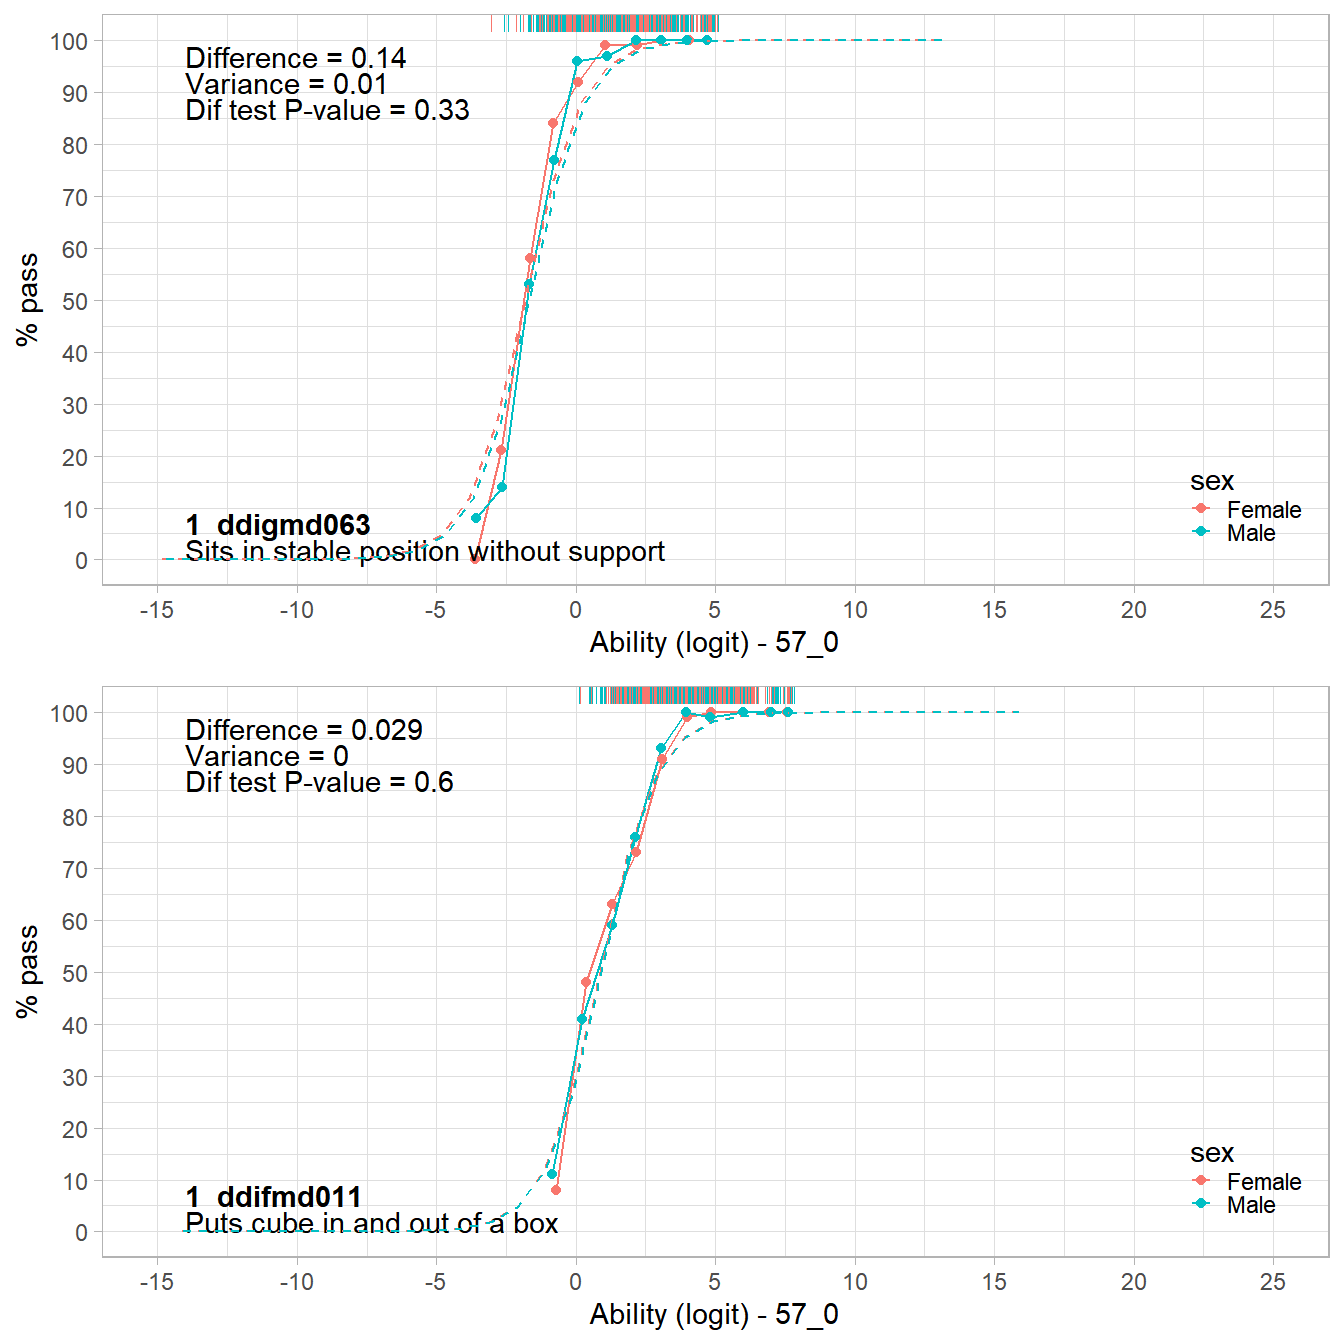 100
90
80
70
60
50
40
30
20
10
0
% pass
Difference = 0.14
Variance = 0.01
Dif test P-value = 0.33
1 ddigmd063
Sits in stable position without support
sex
Female
Male
-15 -10 -5 0 5 10 15 20 25
Ability (logit) - 57_0
100
90
80
70
60
50
40
30
20
10
0
% pass
Difference = 0.029
Variance = 0
Dif test P-value = 0.6
1 ddifmd011
Puts cube in and out of a box
sex
Female
Male
-15 -10 -5 0 5 10 15 20 25
Ability (logit) - 57_0